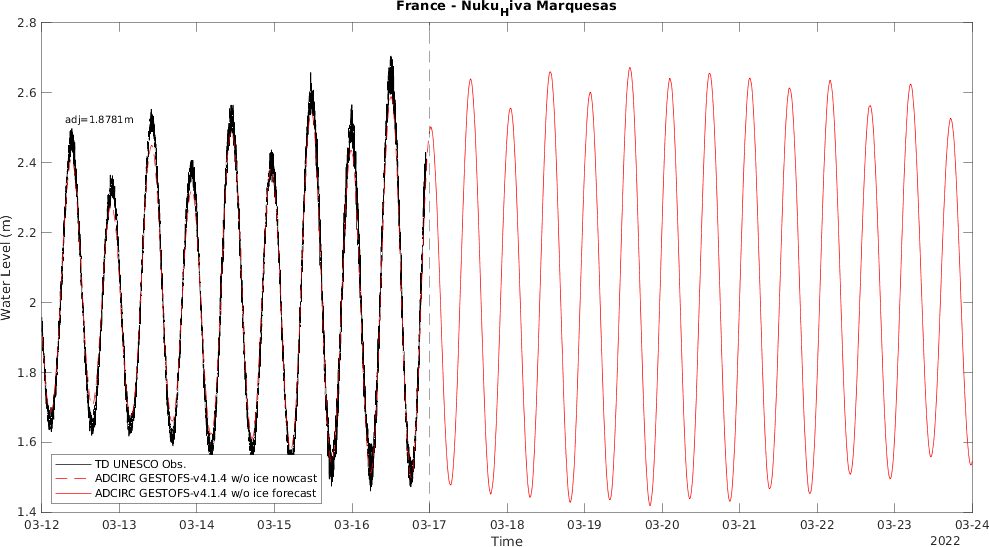 France - Nuku_Hiva Marquesas
2.8
2.6
2.4
2.2
2
1.8
1.6
1.4
Water Level (m)
adj=1.8781m
TD UNESCO Obs.
ADCIRC GESTOFS-v4.1.4 w/o ice nowcast
ADCIRC GESTOFS-v4.1.4 w/o ice forecast
03-12 03-13 03-14 03-15 03-16 03-17 03-18 03-19 03-20 03-21 03-22 03-23 03-24
Time
2022